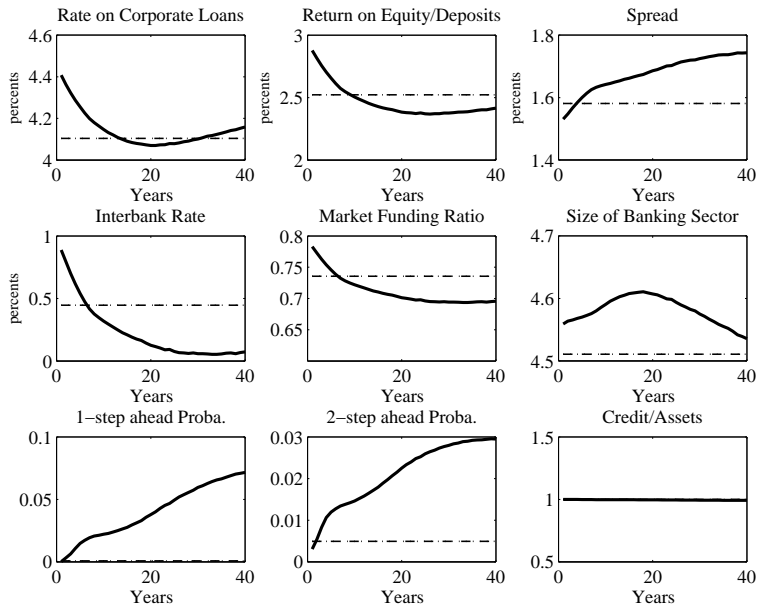 Rate on Corporate Loans
Return on Equity/Deposits
Spread
percents
4.6
4.4
4.2
4
0 20 40
Years
3
2.5
2
0 20 40
Years
percents
1.8
1.6
1.4
0 20 40
Years
Interbank Rate
Market Funding Ratio
Size of Banking Sector
percents
1
0.5
0
0 20 40
0.8
0.75
0.7
0.65
0 20 40
4.7
4.6
4.5
0 20 40
1−step ahead Proba.
2−step ahead Proba.
Credit/Assets
0.1
0.05
0
0 20 40
Years
0.03
0.02
0.01
0
0 20 40
Years
1.5
1
0.5
0 20 40
Years